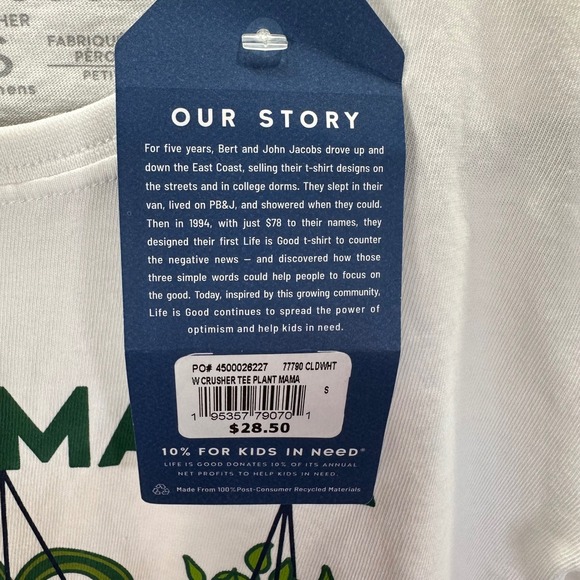 HER
S
FABRIQU
PÉRO
PETI
mens
OUR STORY
For five years, Bert and John Jacobs drove up and
down the East Coast, selling their t-shirt designs on
the streets and in college dorms. They slept in their
van, lived on PB&J, and showered when they could.
Then in 1994, with just $78 to their names, they
designed their first Life is Good t-shirt to counter
the negative news — and discovered how those
three simple words could help people to focus on
the good. Today, inspired by this growing community,
Life is Good continues to spread the power of
optimism and help kids in need.
PO# 4500026227 77790 CLDWHT
W CRUSHER TEE PLANT MAMA
S
1 95357 79070 1
$28.50
MA
10% FOR KIDS IN NeeD®
LIFE IS GOOD DONATES 10% OF ITS ANNUAL
NET PROFITS TO HELP KIDS IN NEED.
Made From 100% Post-Consumer Recycled Materials